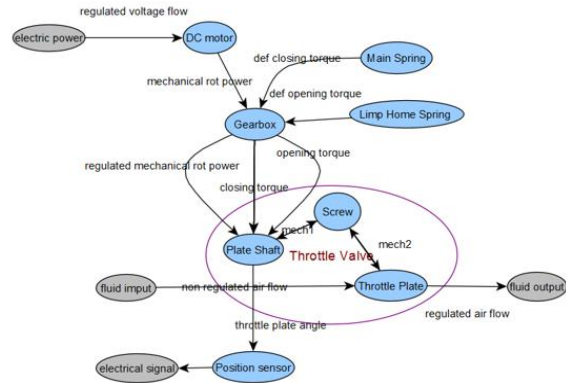 regulated voltage flow
electric power
DC motor
def closing torque
Main Spring
mechanical rot power
def opening torque
Limp Home Spring
Gearbox
opening torque
regulated mechanical rot power
closing torque
Screw
mech1
Plate Shaft
mech2
Throttle Valve
fluid imput
non regulated air flow
Throttle Plate
fluid output
regulated air flow
throttle plate angle
electrical signal
Position sensor